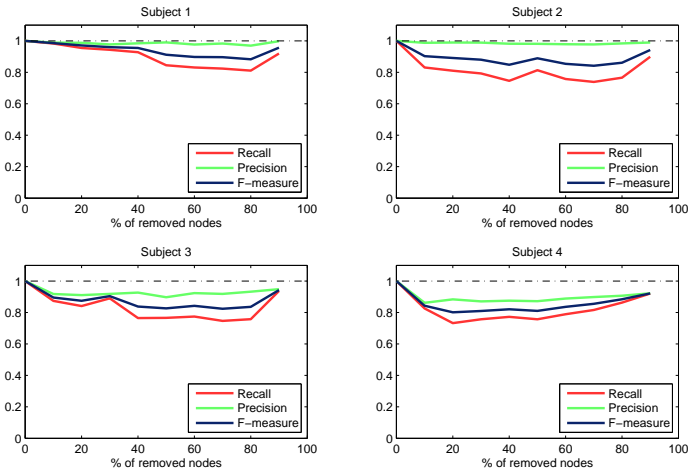 Subject 1
1
0.8
0.6
0.4
0.2
0
0 20 40 60 80 100
% of removed nodes
Recall
Precision
F−measure
Subject 2
1
0.8
0.6
0.4
0.2
0
0 20 40 60 80 100
% of removed nodes
Recall
Precision
F−measure
Subject 3
1
0.8
0.6
0.4
0.2
0
0 20 40 60 80 100
% of removed nodes
Recall
Precision
F−measure
Subject 4
1
0.8
0.6
0.4
0.2
0
0 20 40 60 80 100
% of removed nodes
Recall
Precision
F−measure